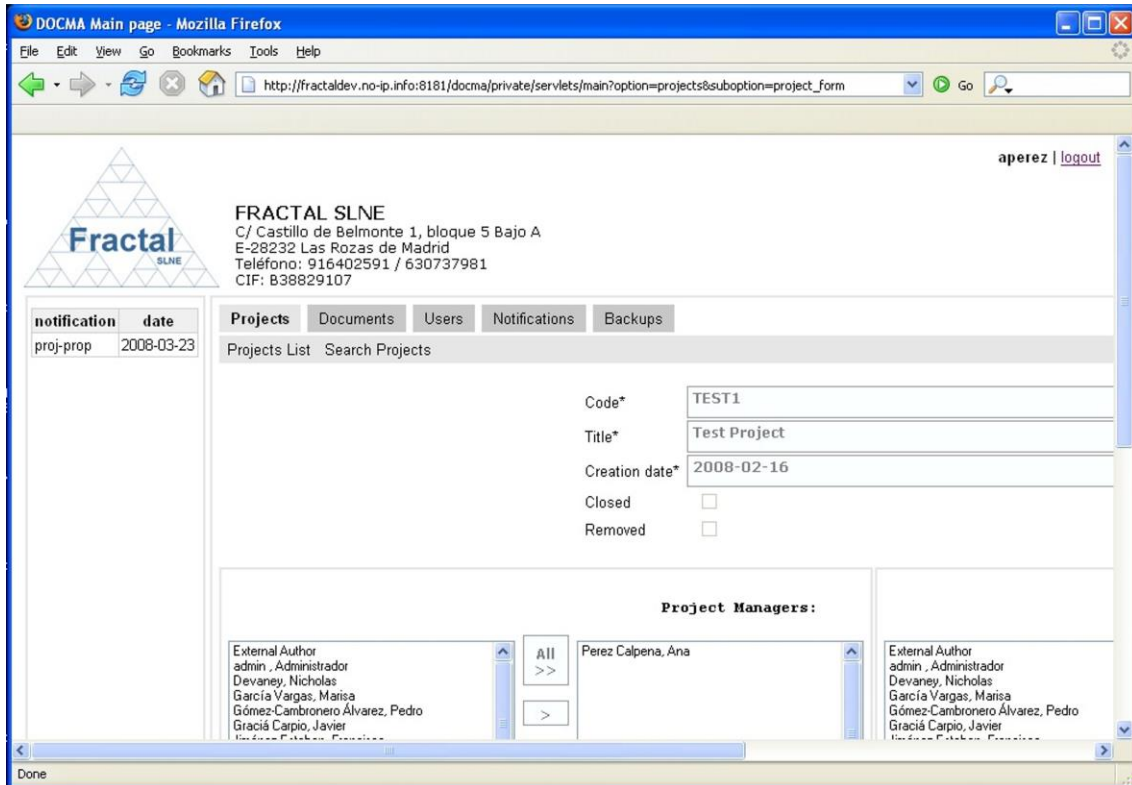 DOCMA Main page - Mozilla Firefox
File Edit View Go Bookmarks Tools Help
http://fractaldev.no-ip.info:8181/docma/private/servlets/main?option=projects&suboption=project_form Go
aperez | logout
Fractal
SLNE
FRACTAL SLNE
C/ Castillo de Belmonte 1, bloque 5 Bajo A
E-28232 Las Rozas de Madrid
Teléfono: 916402591 / 630737981
CIF: B38829107
notification date
proj-prop 2008-03-23
Projects Documents Users Notifications Backups
Projects List Search Projects
Code* TEST1
Title* Test Project
Creation date* 2008-02-16
Closed
Removed
Project Managers:
External Author
admin , Administrador
Devaney, Nicholas
García Vargas, Marisa
Gómez-Cambronero Álvarez, Pedro
Graciá Carpio, Javier
All
>>
>
Perez Calpena, Ana
External Author
admin , Administrador
Devaney, Nicholas
García Vargas, Marisa
Gómez-Cambronero Álvarez, Pedro
Graciá Carpio, Javier
Done